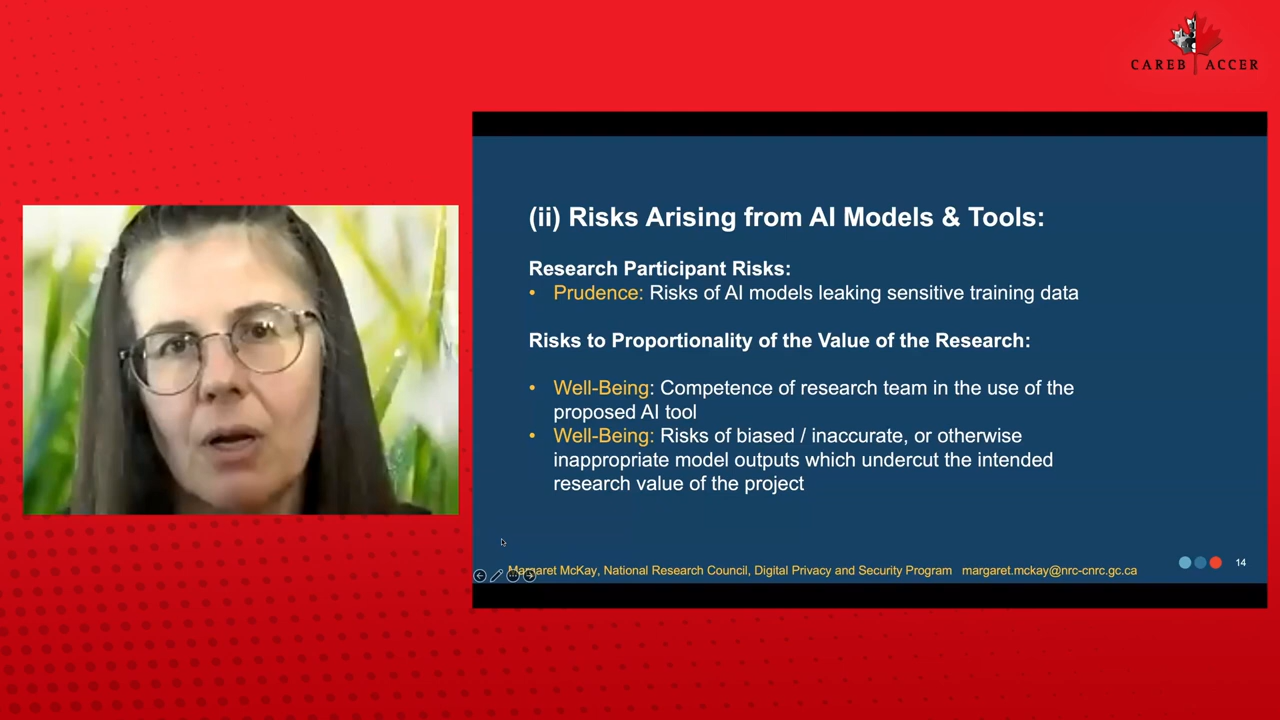 CAREB ACCER
(ii) Risks Arising from AI Models & Tools:
Research Participant Risks:
• Prudence: Risks of AI models leaking sensitive training data
Risks to Proportionality of the Value of the Research:
• Well-Being: Competence of research team in the use of the
proposed AI tool
• Well-Being: Risks of biased / inaccurate, or otherwise
inappropriate model outputs which undercut the intended
research value of the project
Margaret McKay, National Research Council, Digital Privacy and Security Program margaret.mckay@nrc-cnrc.gc.ca
14